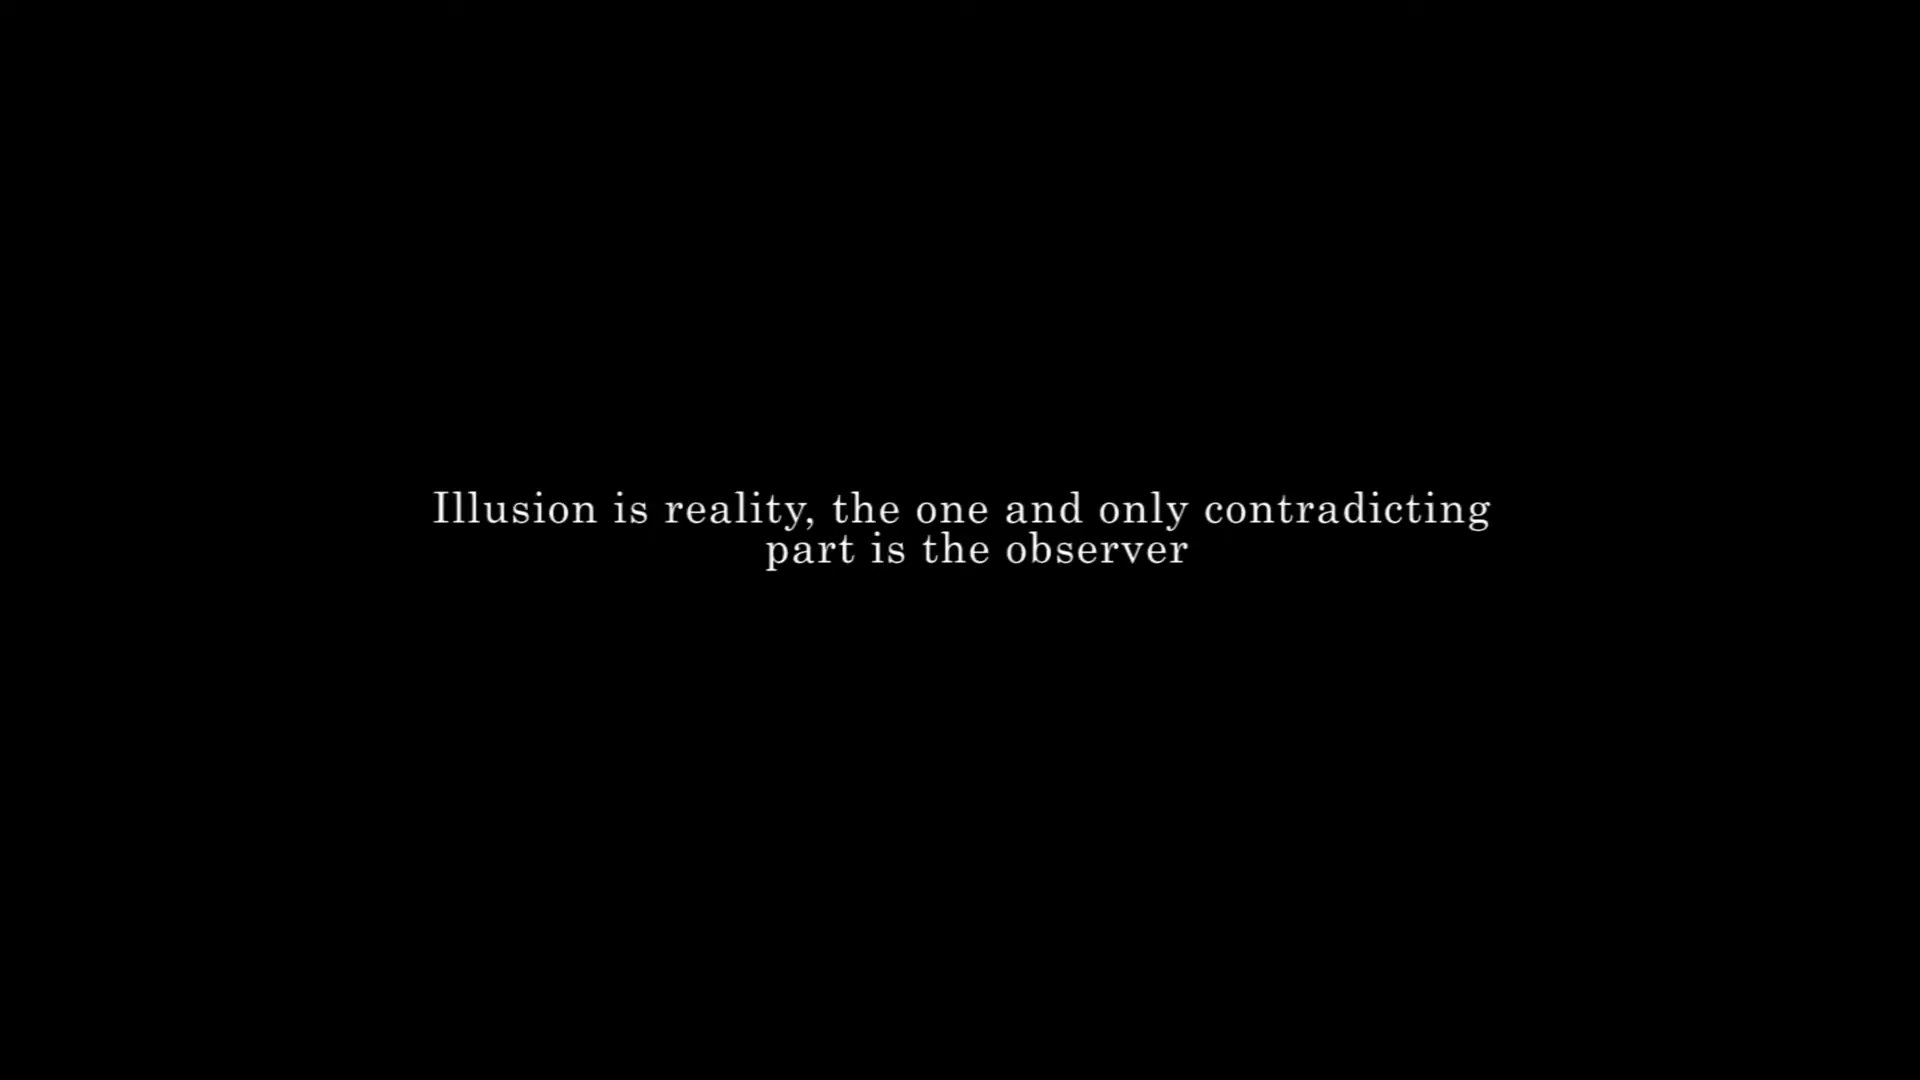 Illusion is reality, the one and only contradicting
part is the observer